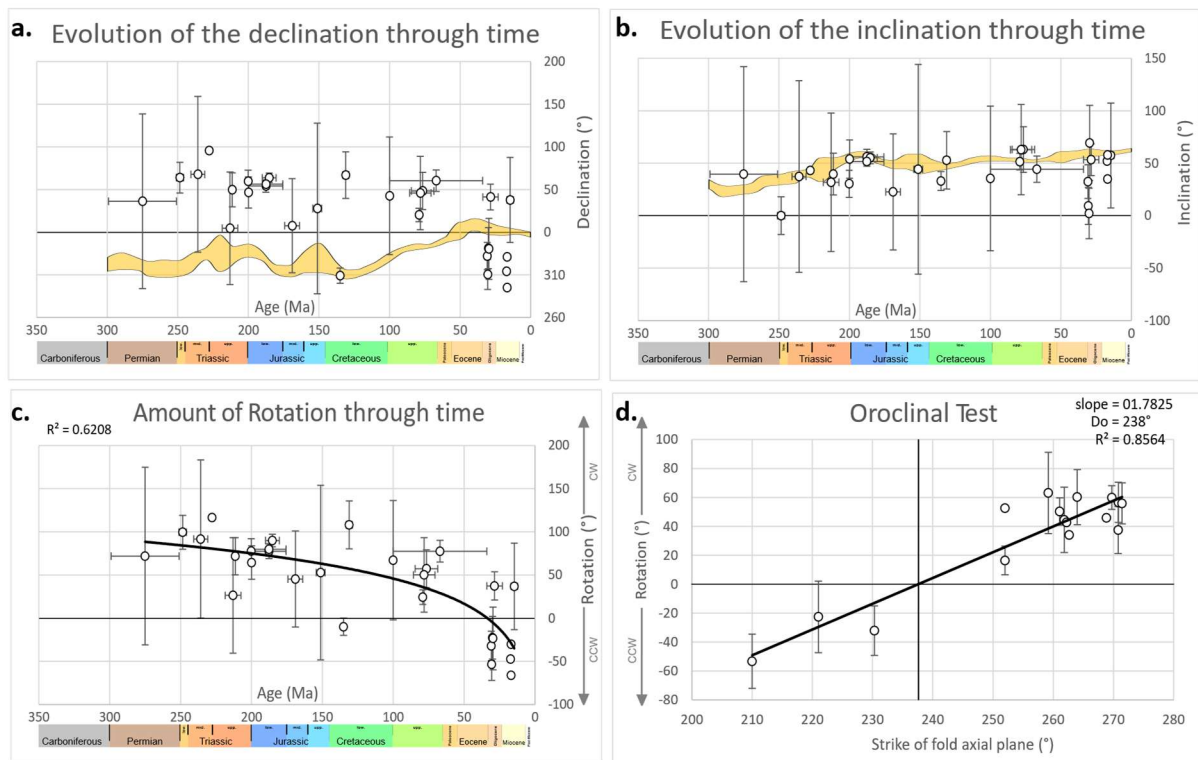 a. Evolution of the declination through time
200
150
100
50
0
310
260
Declination (°)
Age (Ma)
350 300 250 200 150 100 50 0
Carboniferous Permian Triassic Jurassic Cretaceous Eocene Miocene
b. Evolution of the inclination through time
150
100
50
0
-50
-100
Inclination (°)
Age (Ma)
350 300 250 200 150 100 50 0
Carboniferous Permian Triassic Jurassic Cretaceous Eocene Miocene
c. Amount of Rotation through time
R² = 0.6208
200
150
100
50
0
-50
-100
CW
Rotation (°)
CCW
Age (Ma)
350 300 250 200 150 100 50 0
Carboniferous Permian Triassic Jurassic Cretaceous Eocene Miocene
d. Oroclinal Test
slope = 01.7825
Do = 238°
R² = 0.8564
CW
Rotation (°)
CCW
100
80
60
40
20
0
-20
-40
-60
-80
200 210 220 230 240 250 260 270 280
Strike of fold axial plane (°)